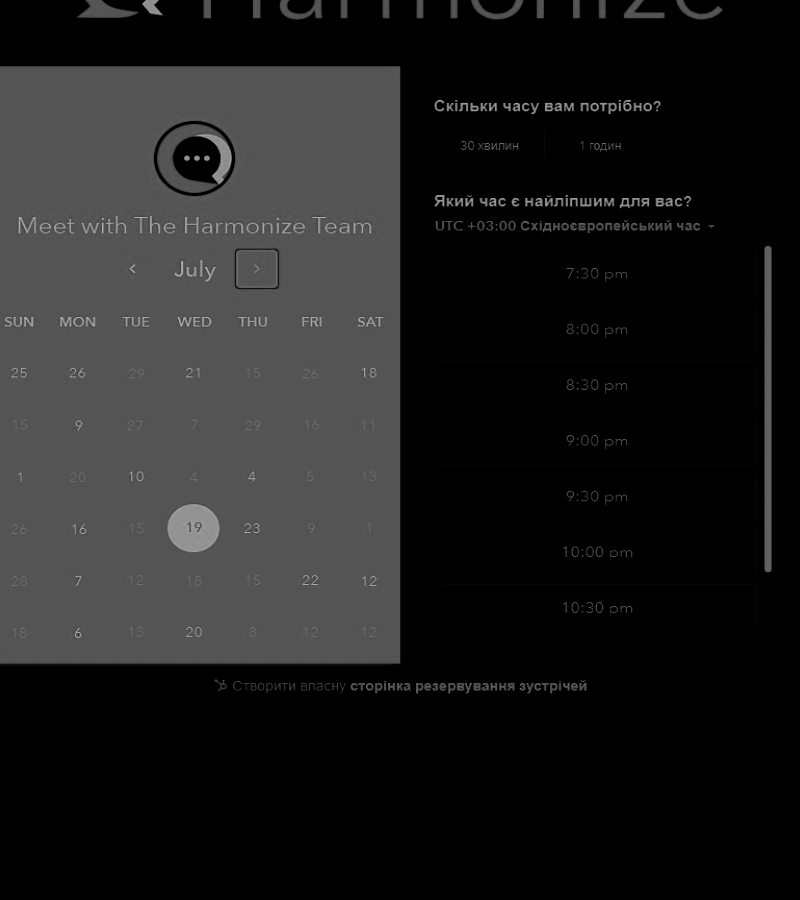 Harmonize
Meet with The Harmonize Team
July
SUN MON TUE WED THU FRI SAT
25 26 29 21 15 26 18
15 9 27 7 29 16 11
1 20 10 4 4 5 13
26 16 15 19 23 9 1
28 7 12 18 15 22 12
18 6 13 20 8 12 12
Скільки часу вам потрібно?
30 хвилин 1 годин
Який час є найліпшим для вас?
UTC +03:00 Східноєвропейський час
7:30 pm
8:00 pm
8:30 pm
9:00 pm
9:30 pm
10:00 pm
10:30 pm
Створити власну сторінка резервування зустрічей